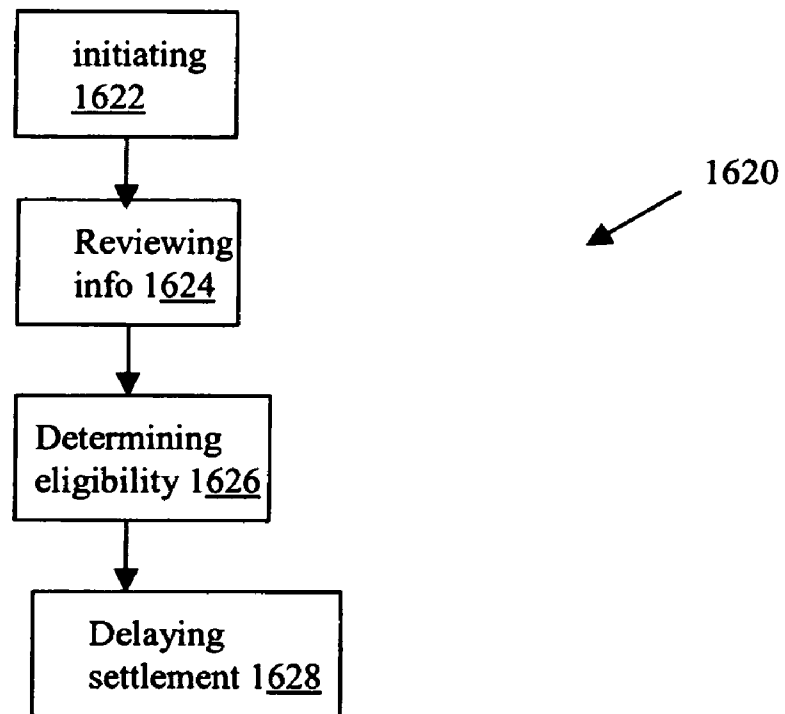 initiating
1622
1620
Reviewing
info 1624
Determining
eligibility 1626
Delaying
settlement 1628